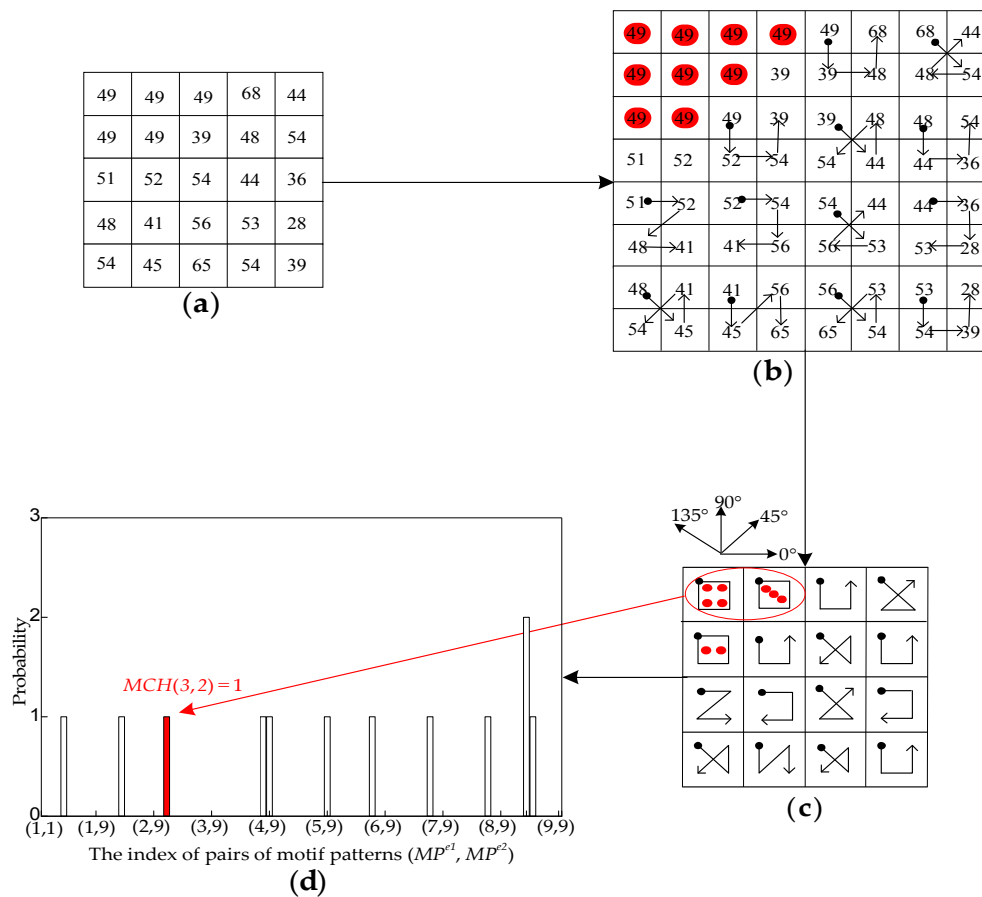 49 49 49 68 44
49 49 39 48 54
51 52 54 44 36
48 41 56 53 28
54 45 65 54 39
(a)
49 49 49 49 49 68 68 44
49 49 49 39 39 48 48 54
49 49 49 39 39 48 48 54
51 52 52 54 54 44 44 36
51 52 52 54 54 44 44 36
48 41 41 56 56 53 53 28
48 41 41 56 56 53 53 28
54 45 45 65 65 54 54 39
(b)
135° 90° 45° 0°
(c)
Probability
3
2
1
0
MCH(3,2)=1
(1,1) (1,9) (2,9) (3,9) (4,9) (5,9) (6,9) (7,9) (8,9) (9,9)
The index of pairs of motif patterns (MP^e1, MP^e2)
(d)